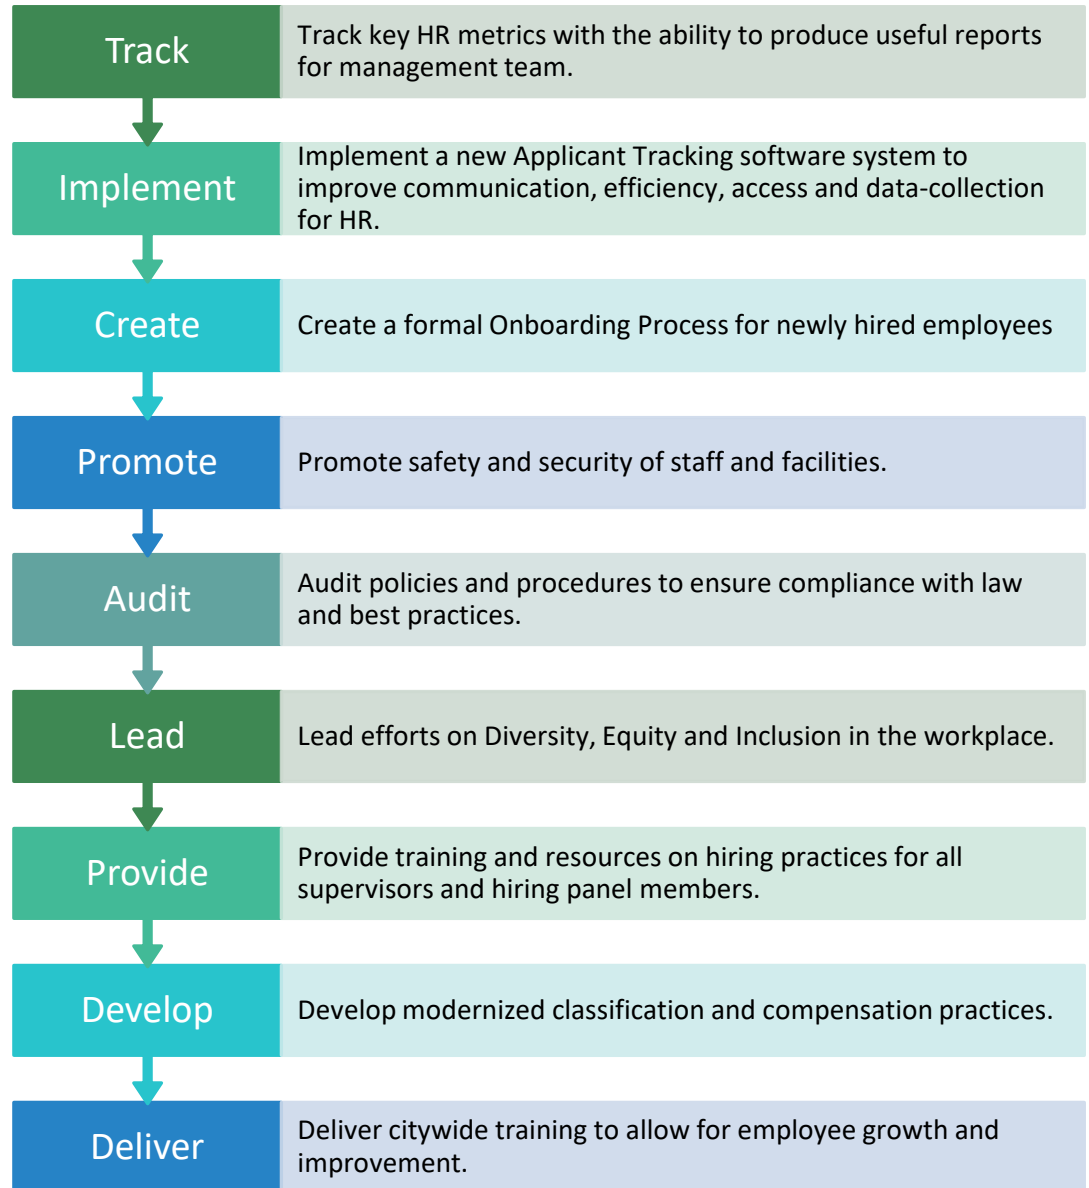 Track
Track key HR metrics with the ability to produce useful reports
for management team.
Implement
Implement a new Applicant Tracking software system to
improve communication, efficiency, access and data-collection
for HR.
Create
Create a formal Onboarding Process for newly hired employees
Promote
Promote safety and security of staff and facilities.
Audit
Audit policies and procedures to ensure compliance with law
and best practices.
Lead
Lead efforts on Diversity, Equity and Inclusion in the workplace.
Provide
Provide training and resources on hiring practices for all
supervisors and hiring panel members.
Develop
Develop modernized classification and compensation practices.
Deliver
Deliver citywide training to allow for employee growth and
improvement.